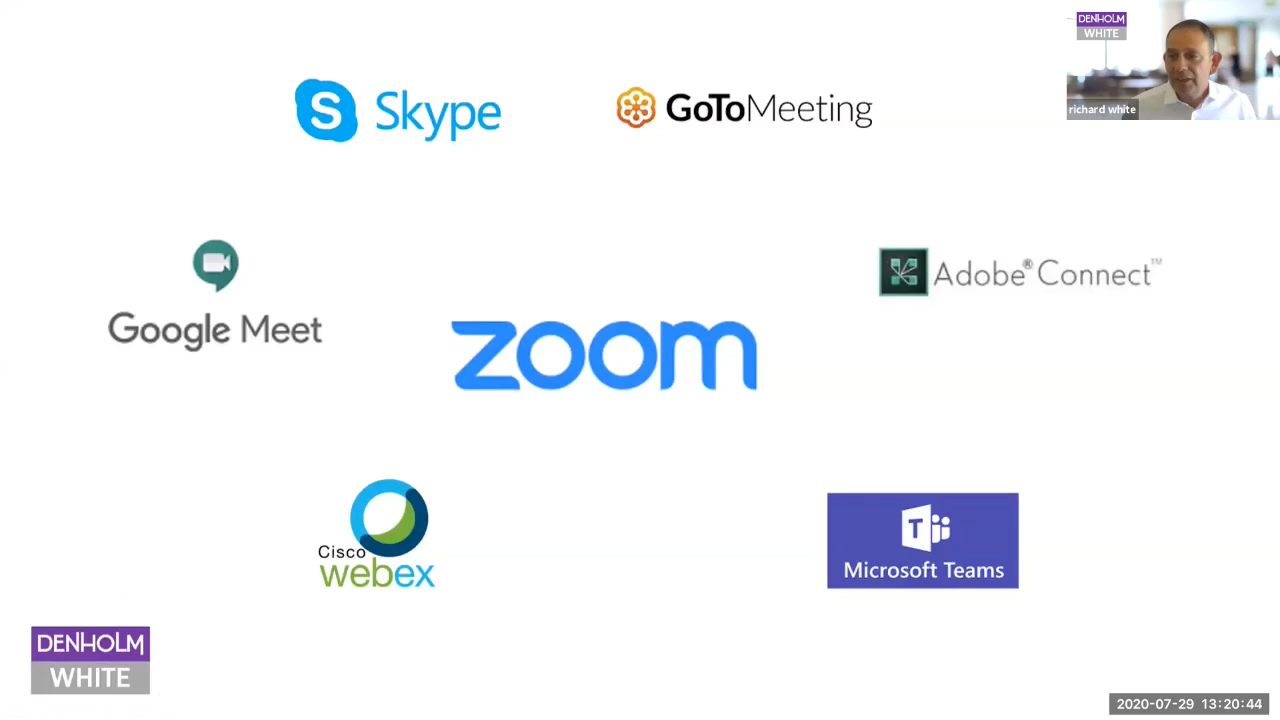 DENHOLM
WHITE
richard white
S Skype
GoToMeeting
Google Meet
Adobe® Connect™
zoom
Cisco
webex
T
Microsoft Teams
DENHOLM
WHITE
2020-07-29 13:20:44